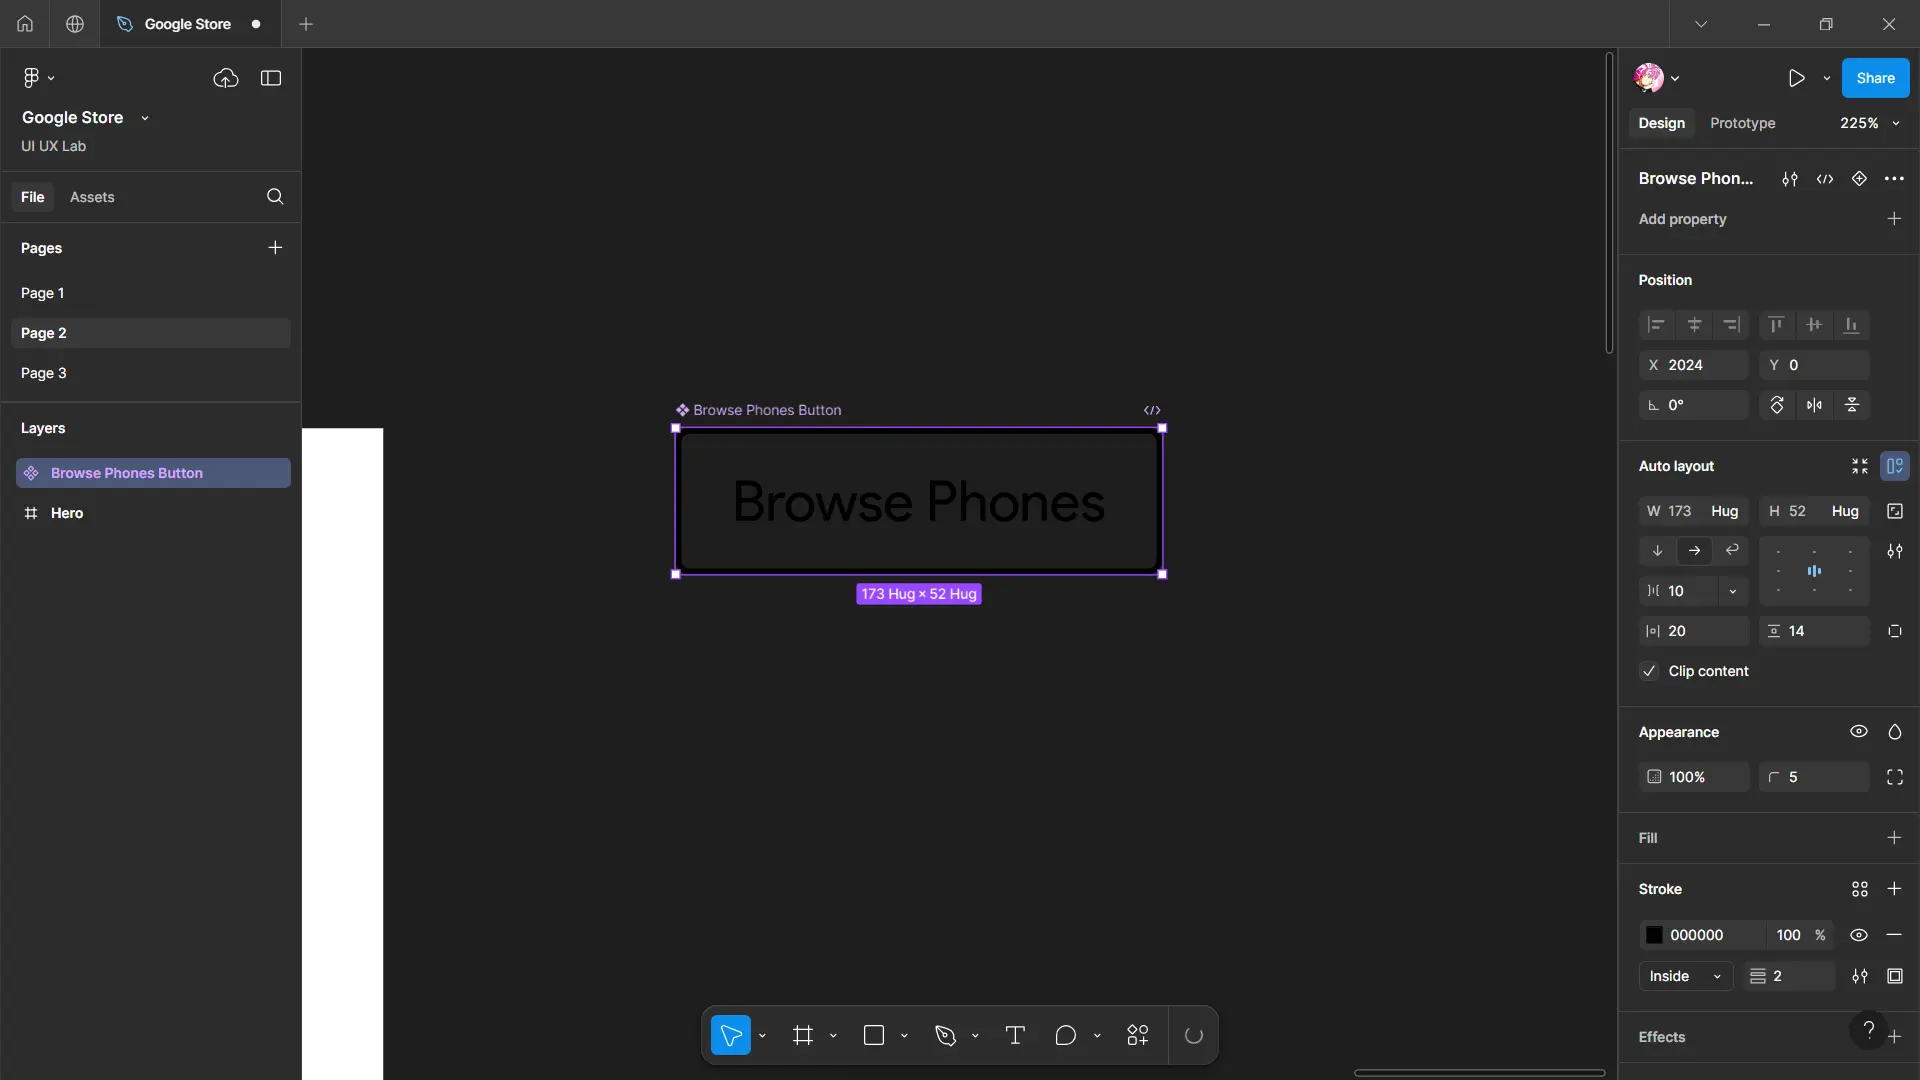 Google Store
Share
Google Store
UI UX Lab
Design
Prototype
225%
File
Assets
Browse Phon...
Add property
Pages
Page 1
Page 2
Page 3
Position
X 2024
Y 0
0°
Layers
Browse Phones Button
Hero
Browse Phones Button
Browse Phones
173 Hug × 52 Hug
Auto layout
W 173 Hug
H 52 Hug
10
20
14
Clip content
Appearance
100%
5
Fill
Stroke
000000
100 %
Inside
2
Effects
?